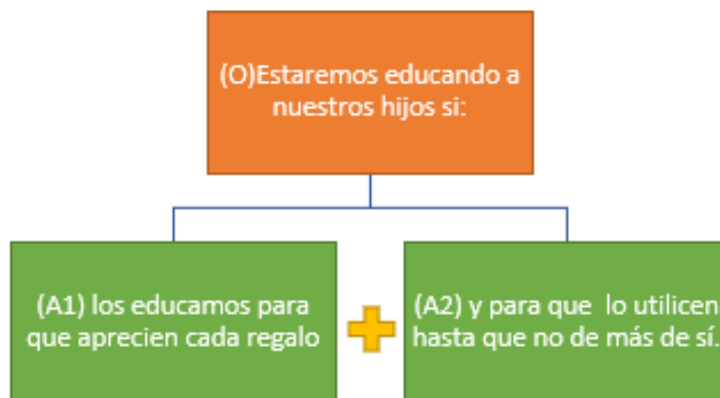 (O)Estaremos educando a
nuestros hijos si:
(A1) los educamos para
que aprecien cada regalo
(A2) y para que lo utilicen
hasta que no de más de sí.